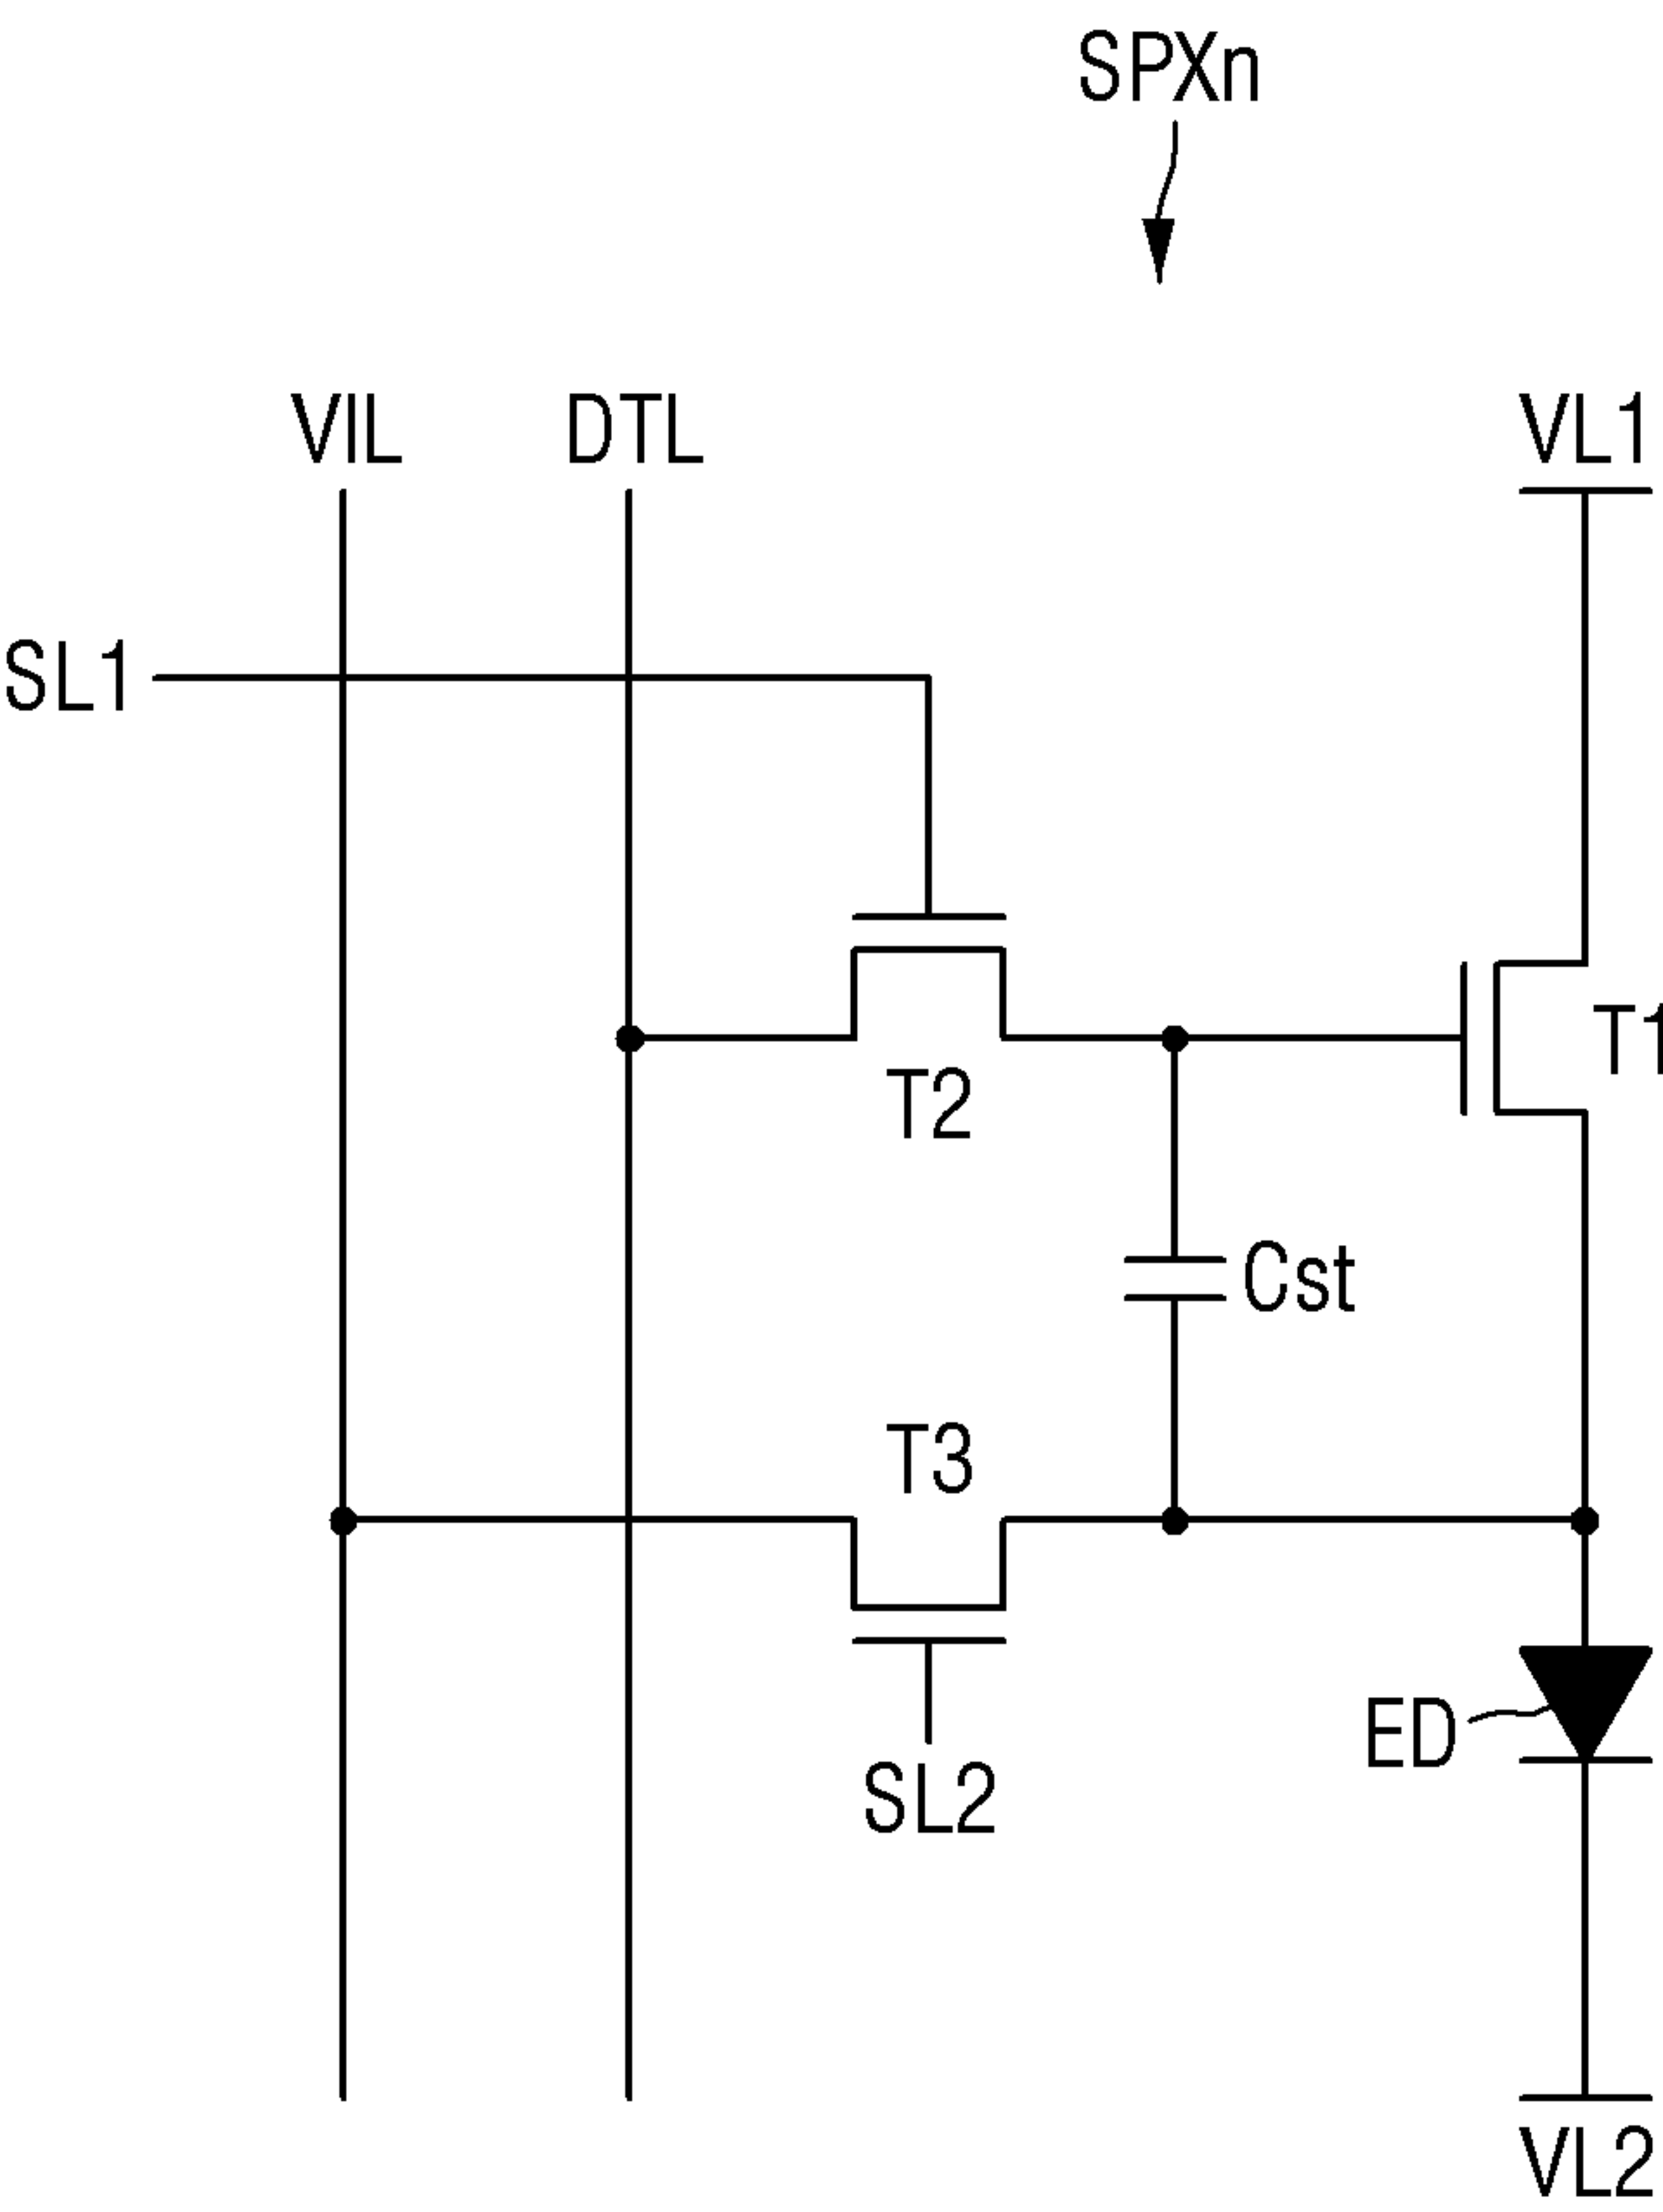 SPXn
VIL DTL VL1
SL1
T1
T2
Cst
T3
ED
SL2
VL2